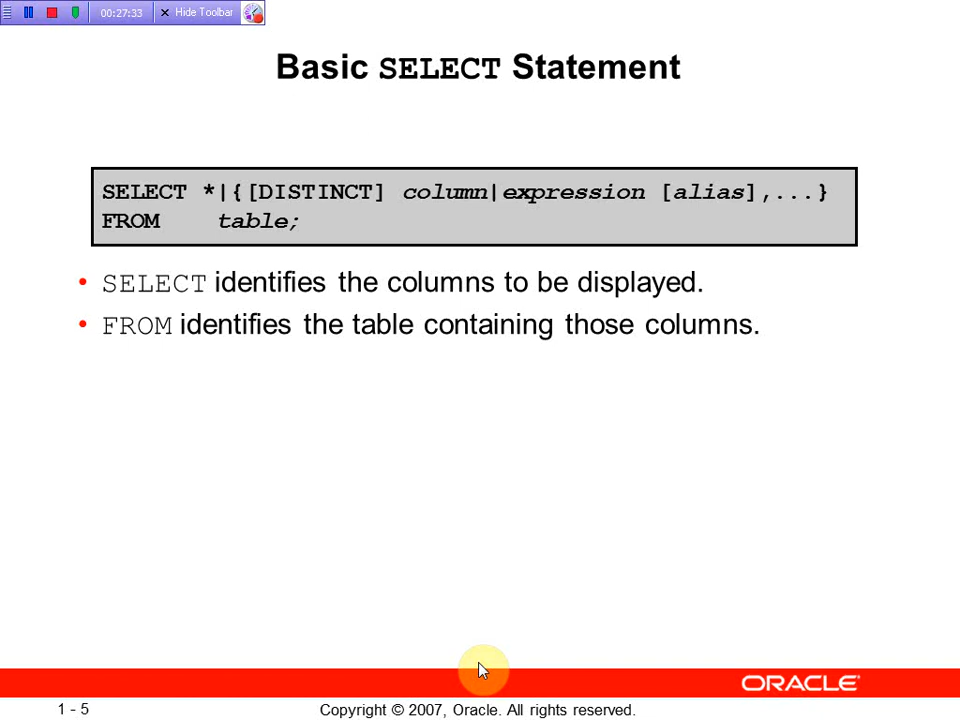 00:27:33 Hide Toolbar
Basic SELECT Statement
SELECT *|{[DISTINCT] column|expression [alias],...}
FROM table;
• SELECT identifies the columns to be displayed.
• FROM identifies the table containing those columns.
ORACLE
1 - 5
Copyright © 2007, Oracle. All rights reserved.